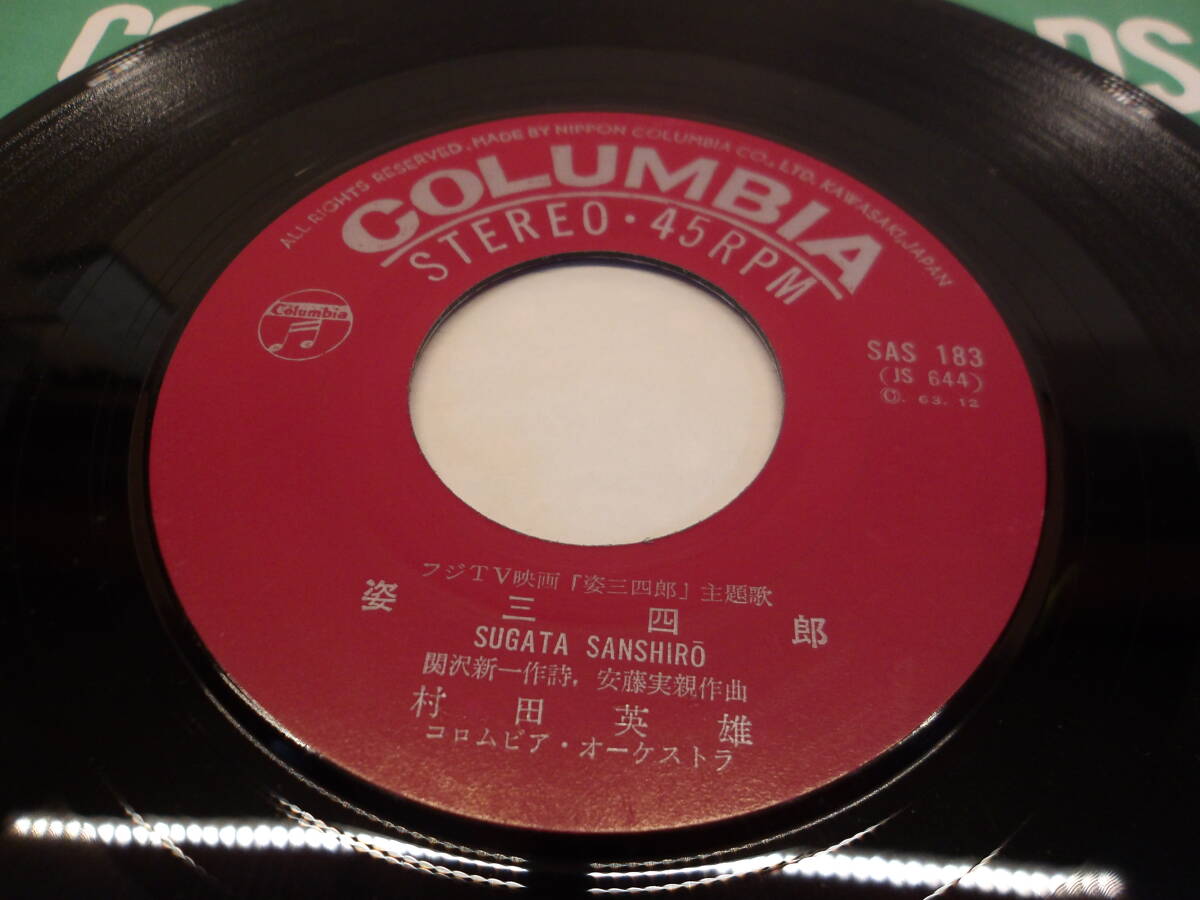 ALL RIGHTS RESERVED. MADE BY NIPPON COLUMBIA CO., LTD. KAWASAKI, JAPAN
COLUMBIA
STEREO・45RPM
Columbia
SAS 183
(JS 644)
Ⓒ. 63. 12
フジTV映画「姿三四郎」主題歌
姿三四郎
SUGATA SANSHIRŌ
関沢新一作詩, 安藤実親作曲
村田英雄
コロムビア・オーケストラ